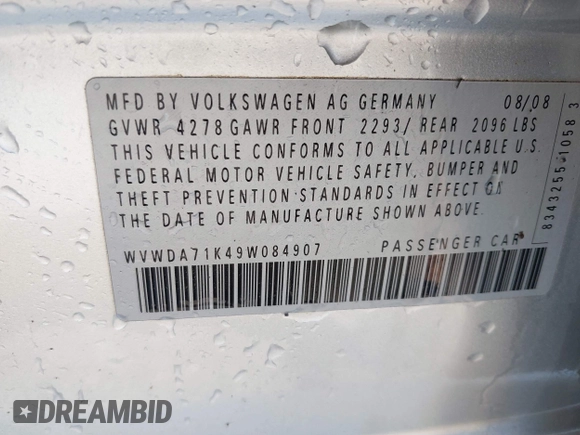 MFD BY VOLKSWAGEN AG GERMANY 08/08
GVWR 4278 GAWR FRONT 2293/ REAR 2096 LBS
THIS VEHICLE CONFORMS TO ALL APPLICABLE U.S.
FEDERAL MOTOR VEHICLE SAFETY, BUMPER AND
THEFT PREVENTION STANDARDS IN EFFECT ON
THE DATE OF MANUFACTURE SHOWN ABOVE.
WVWDA71K49W084907 PASSENGER CAR
8343255 1058 3
DREAMBID